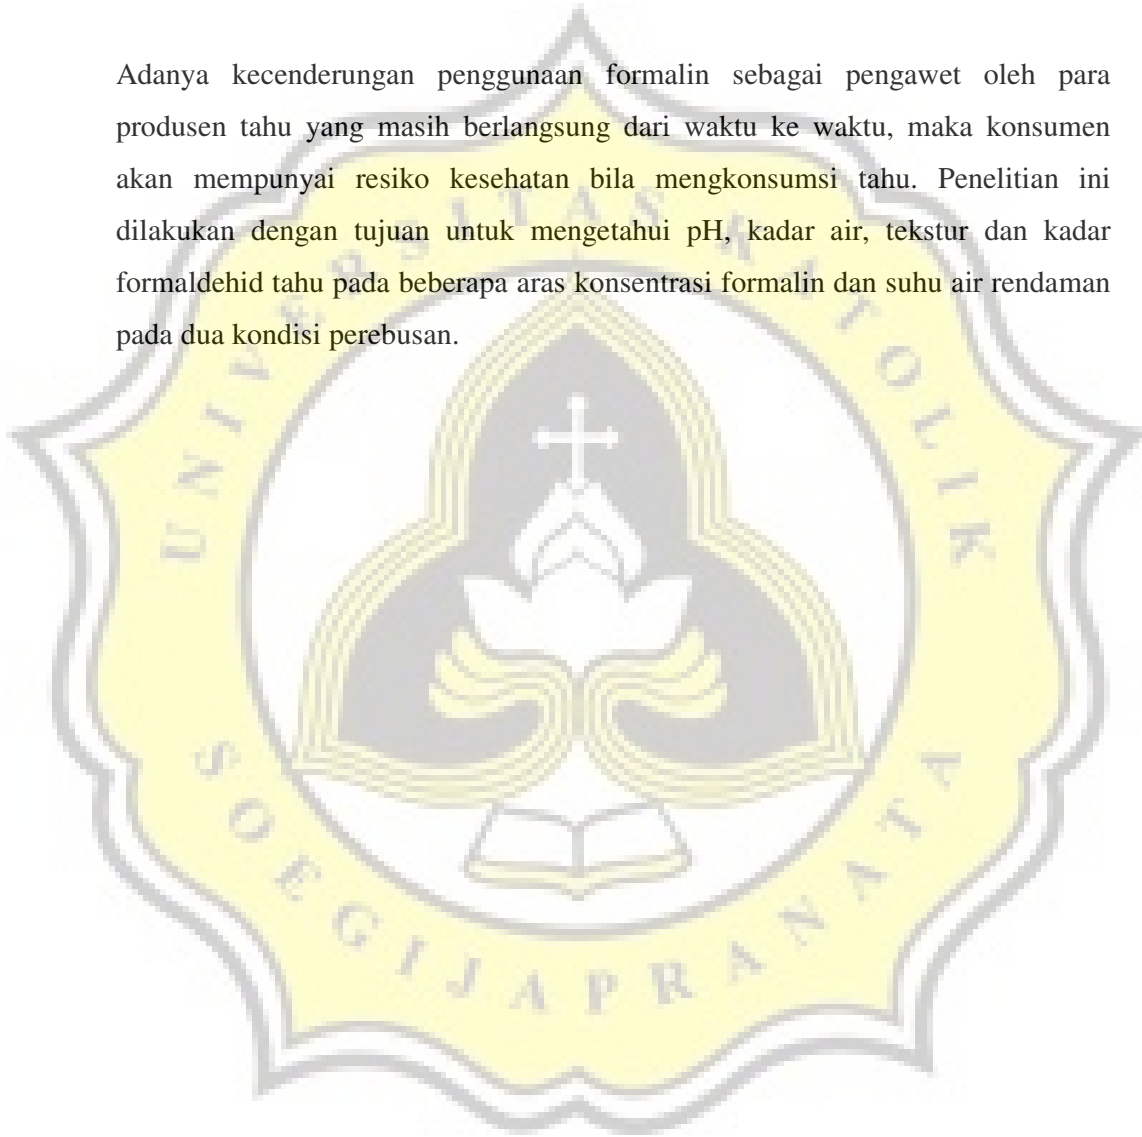 Adanya kecenderungan penggunaan formalin sebagai pengawet oleh para
produsen tahu yang masih berlangsung dari waktu ke waktu, maka konsumen
akan mempunyai resiko kesehatan bila mengkonsumsi tahu. Penelitian ini
dilakukan dengan tujuan untuk mengetahui pH, kadar air, tekstur dan kadar
formaldehid tahu pada beberapa aras konsentrasi formalin dan suhu air rendaman
pada dua kondisi perebusan.
UNIVERSITAS KATOLIK
SOEGIJAPRANATA